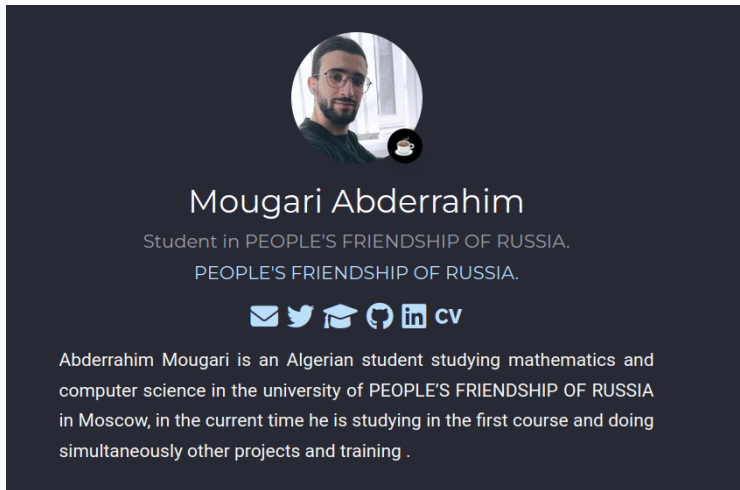 Mougari Abderrahim
Student in PEOPLE'S FRIENDSHIP OF RUSSIA.
PEOPLE'S FRIENDSHIP OF RUSSIA.
CV
Abderrahim Mougari is an Algerian student studying mathematics and
computer science in the university of PEOPLE’S FRIENDSHIP OF RUSSIA
in Moscow, in the current time he is studying in the first course and doing
simultaneously other projects and training .